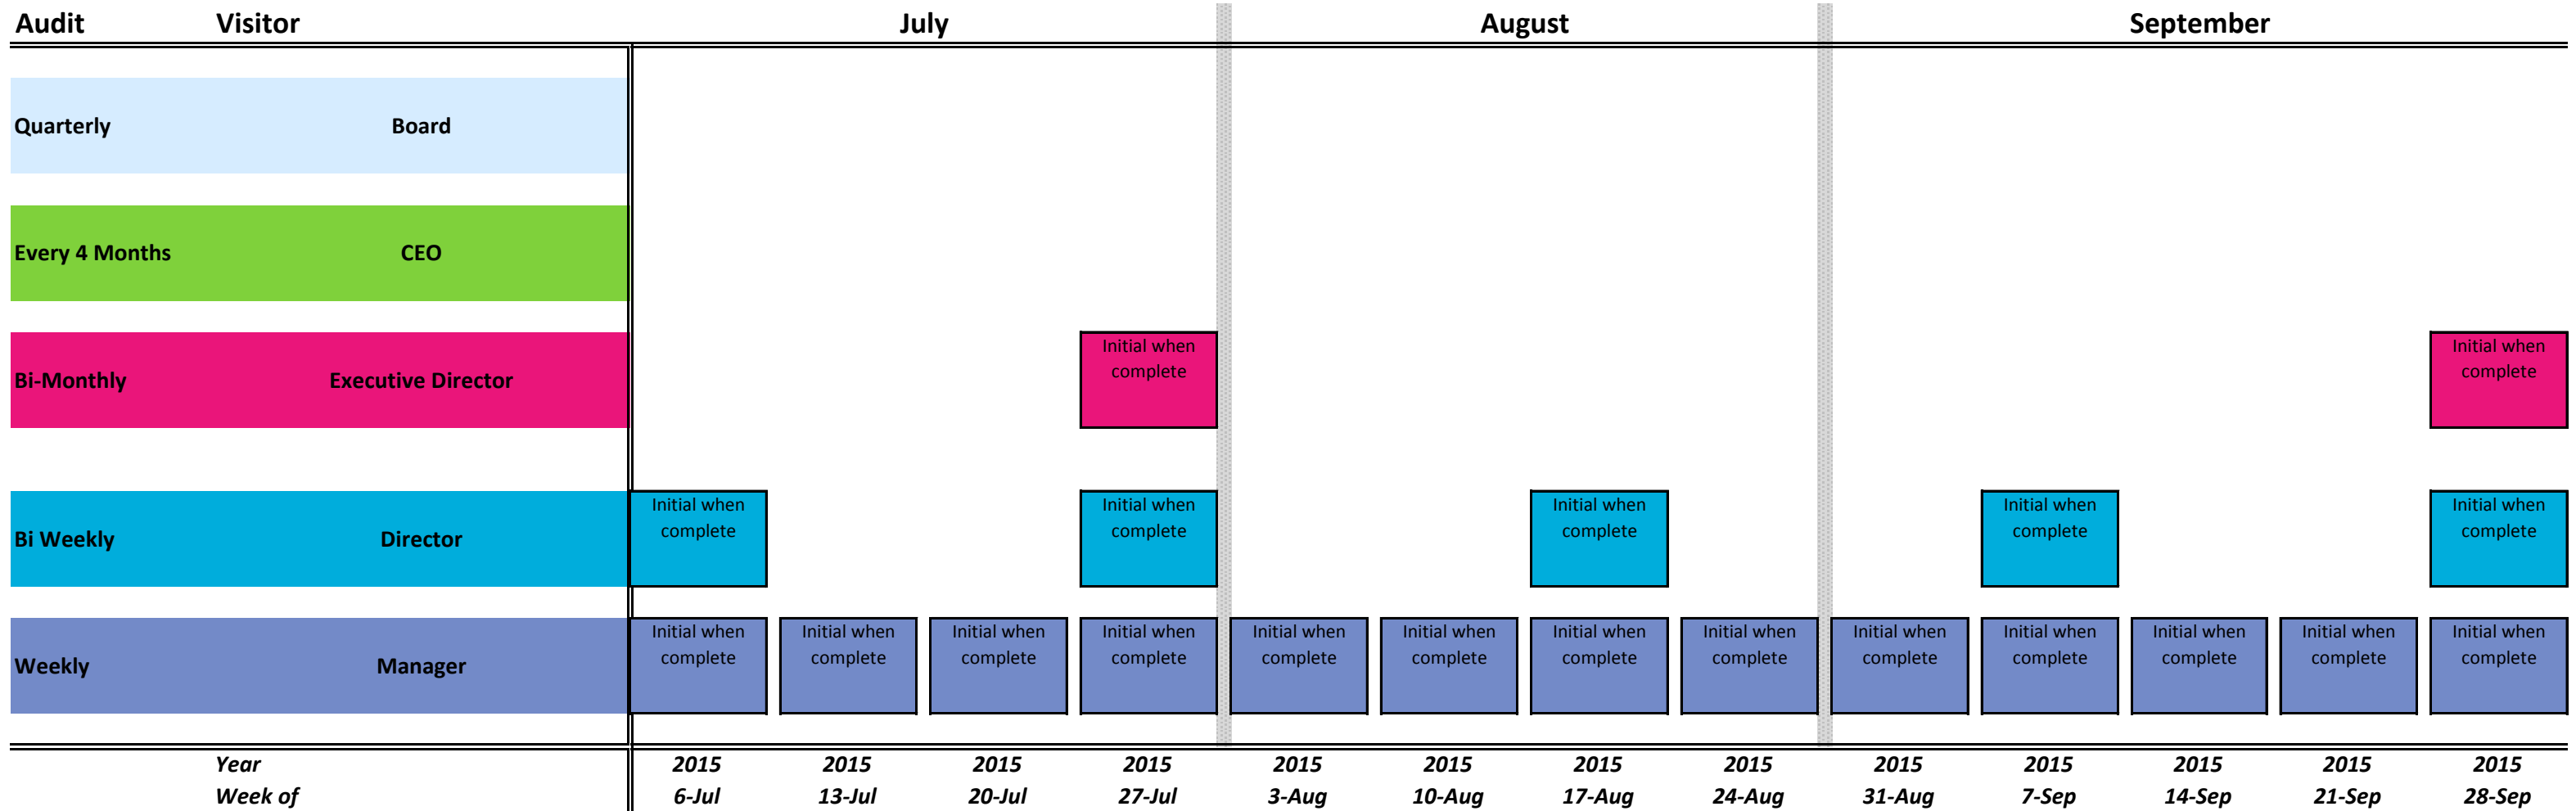 Audit Visitor July August September
Quarterly Board
Every 4 Months CEO
Bi-Monthly Executive Director
Initial when
complete
Initial when
complete
Bi Weekly Director
Initial when
complete
Initial when
complete
Initial when
complete
Initial when
complete
Initial when
complete
Weekly Manager
Initial when
complete
Initial when
complete
Initial when
complete
Initial when
complete
Initial when
complete
Initial when
complete
Initial when
complete
Initial when
complete
Initial when
complete
Initial when
complete
Initial when
complete
Initial when
complete
Initial when
complete
Year 2015 2015 2015 2015 2015 2015 2015 2015 2015 2015 2015 2015 2015
Week of 6-Jul 13-Jul 20-Jul 27-Jul 3-Aug 10-Aug 17-Aug 24-Aug 31-Aug 7-Sep 14-Sep 21-Sep 28-Sep